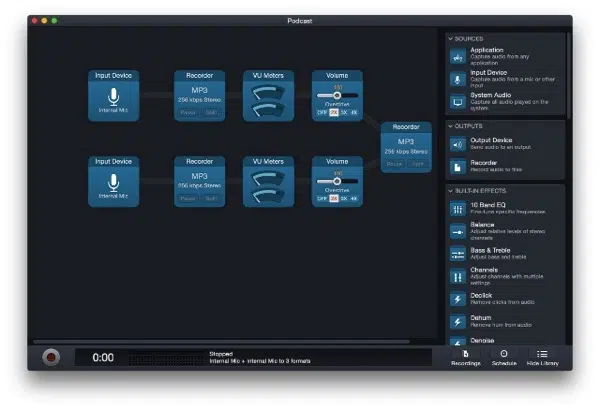 Podcast
Input Device
Internal Mic
Recorder
MP3
256 kbps Stereo
Pause Split
VU Meters
Volume
Overdrive
OFF 2X 3X 4X
Input Device
Internal Mic
Recorder
MP3
256 kbps Stereo
Pause Split
VU Meters
Volume
Overdrive
OFF 2X 3X 4X
Recorder
MP3
256 kbps Stereo
Pause Split
SOURCES
Application
Capture audio from any
application
Input Device
Capture audio from a mic or other
input
System Audio
Capture all audio played on the
system
OUTPUTS
Output Device
Send audio to an output
Recorder
Record audio to files
BUILT-IN EFFECTS
10 Band EQ
Fine-tune specific frequencies
Balance
Adjust relative levels of stereo
channels
Bass & Treble
Adjust bass and treble
Channels
Adjust channels with multiple
settings
Declick
Remove clicks from audio
Dehum
Remove hum from audio
Denoise
0:00
Stopped
Internal Mic + Internal Mic to 3 formats
Recordings
Schedule
Hide Library